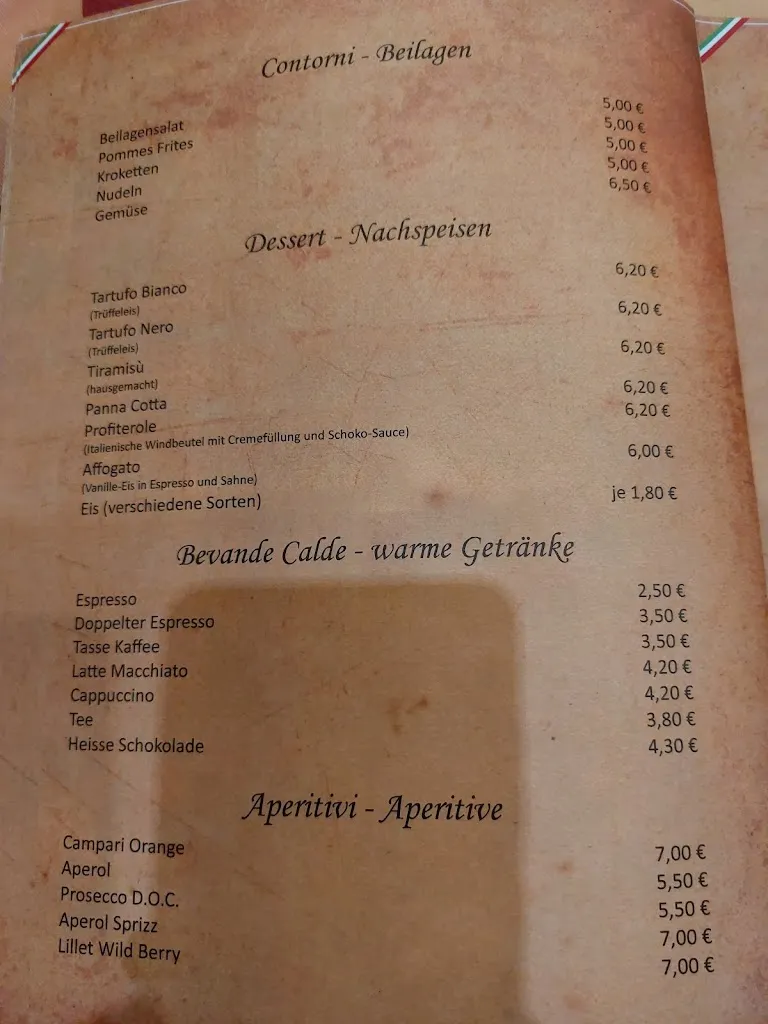 Contorni - Beilagen
Beilagensalat 5,00 €
Pommes Frites 5,00 €
Kroketten 5,00 €
Nudeln 5,00 €
Gemüse 6,50 €
Dessert - Nachspeisen
Tartufo Bianco 6,20 €
(Trüffeleis)
Tartufo Nero 6,20 €
(Trüffeleis)
Tiramisù 6,20 €
(hausgemacht)
Panna Cotta 6,20 €
Profiterole 6,20 €
(Italienische Windbeutel mit Cremefüllung und Schoko-Sauce)
Affogato 6,00 €
(Vanille-Eis in Espresso und Sahne)
Eis (verschiedene Sorten) je 1,80 €
Bevande Calde - warme Getränke
Espresso 2,50 €
Doppelter Espresso 3,50 €
Tasse Kaffee 3,50 €
Latte Macchiato 4,20 €
Cappuccino 4,20 €
Tee 3,80 €
Heisse Schokolade 4,30 €
Aperitivi - Aperitive
Campari Orange 7,00 €
Aperol 5,50 €
Prosecco D.O.C. 5,50 €
Aperol Sprizz 7,00 €
Lillet Wild Berry 7,00 €